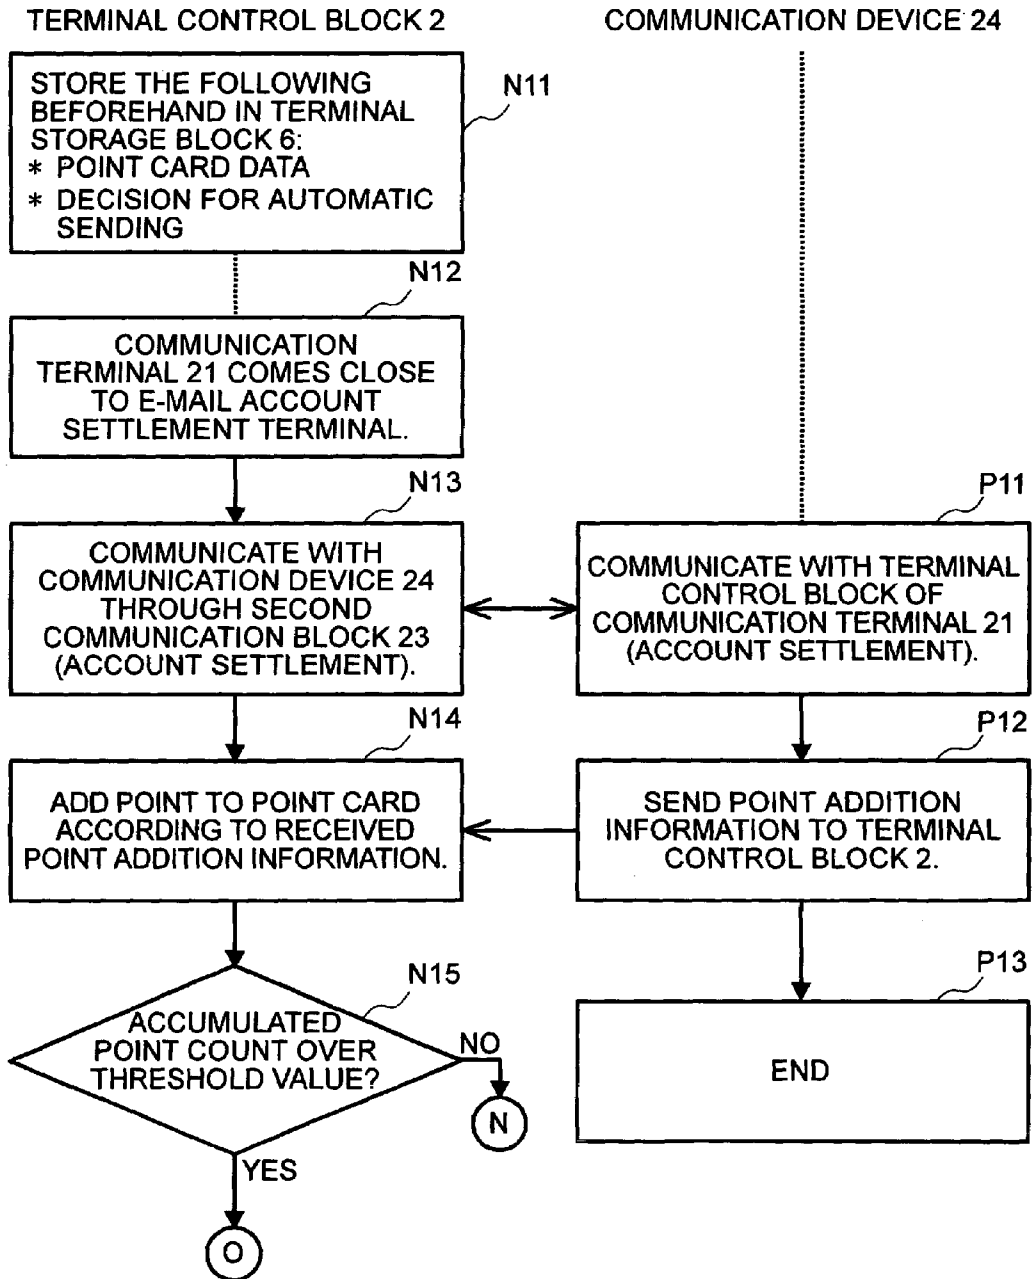 TERMINAL CONTROL BLOCK 2
COMMUNICATION DEVICE 24
N11
STORE THE FOLLOWING
BEFOREHAND IN TERMINAL
STORAGE BLOCK 6:
* POINT CARD DATA
* DECISION FOR AUTOMATIC
SENDING
N12
COMMUNICATION
TERMINAL 21 COMES CLOSE
TO E-MAIL ACCOUNT
SETTLEMENT TERMINAL.
N13
COMMUNICATE WITH
COMMUNICATION DEVICE 24
THROUGH SECOND
COMMUNICATION BLOCK 23
(ACCOUNT SETTLEMENT).
P11
COMMUNICATE WITH TERMINAL
CONTROL BLOCK OF
COMMUNICATION TERMINAL 21
(ACCOUNT SETTLEMENT).
N14
ADD POINT TO POINT CARD
ACCORDING TO RECEIVED
POINT ADDITION INFORMATION.
P12
SEND POINT ADDITION
INFORMATION TO TERMINAL
CONTROL BLOCK 2.
N15
ACCUMULATED
POINT COUNT OVER
THRESHOLD VALUE?
NO
N
YES
O
P13
END